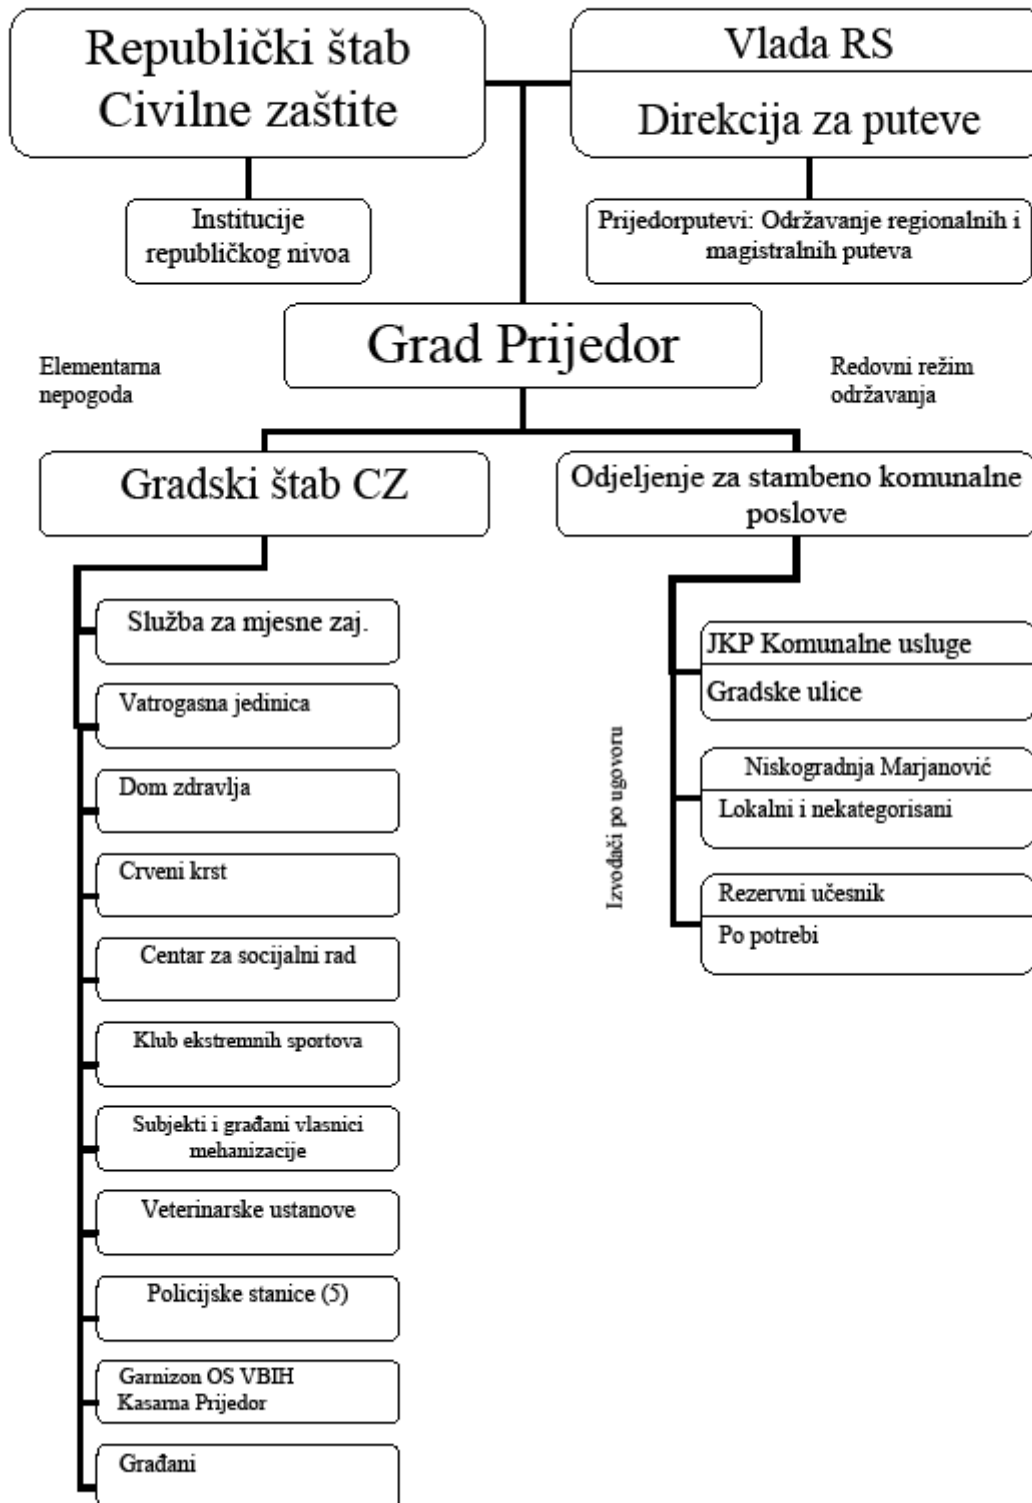 Republički štab
Civilne zaštite
Vlada RS
Direkcija za puteve
Institucije
republičkog nivoa
Prijedorputevi: Održavanje regionalnih i
magistralnih puteva
Grad Prijedor
Elementarna
nepogoda
Redovni režim
održavanja
Gradski štab CZ
Odjeljenje za stambeno komunalne
poslove
Služba za mjesne zaj.
Vatrogasna jedinica
Dom zdravlja
Crveni krst
Centar za socijalni rad
Klub ekstremnih sportova
Subjekti i građani vlasnici
mehanizacije
Veterinarske ustanove
Policijske stanice (5)
Garnizon OS VBIH
Kasarna Prijedor
Građani
Izvođači po ugovoru
JKP Komunalne usluge
Gradske ulice
Niskogradnja Marjanović
Lokalni i nekategorisani
Rezervni učesnik
Po potrebi